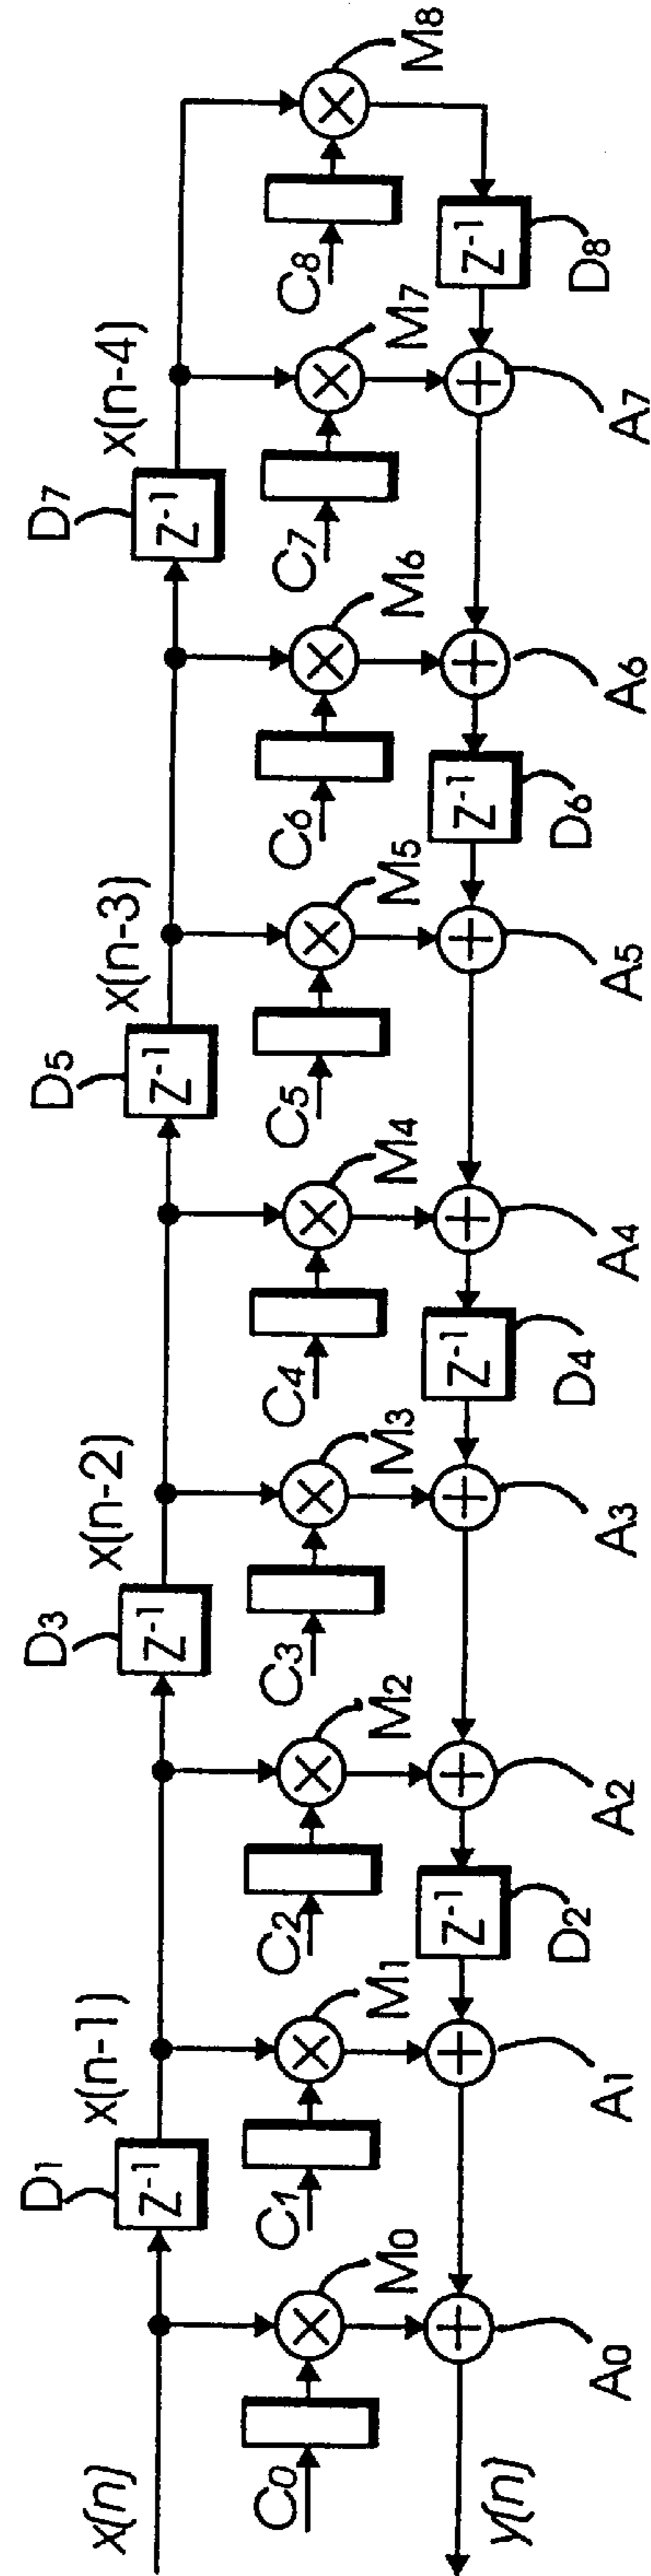 x(n) x(n-1) x(n-2) x(n-3) x(n-4)
D1 D3 D5 D7
Z-1 Z-1 Z-1 Z-1
C0 C1 C2 C3 C4 C5 C6 C7 C8
M0 M1 M2 M3 M4 M5 M6 M7 M8
y(n)
Z-1 Z-1 Z-1 Z-1
D2 D4 D6 D8
A0 A1 A2 A3 A4 A5 A6 A7